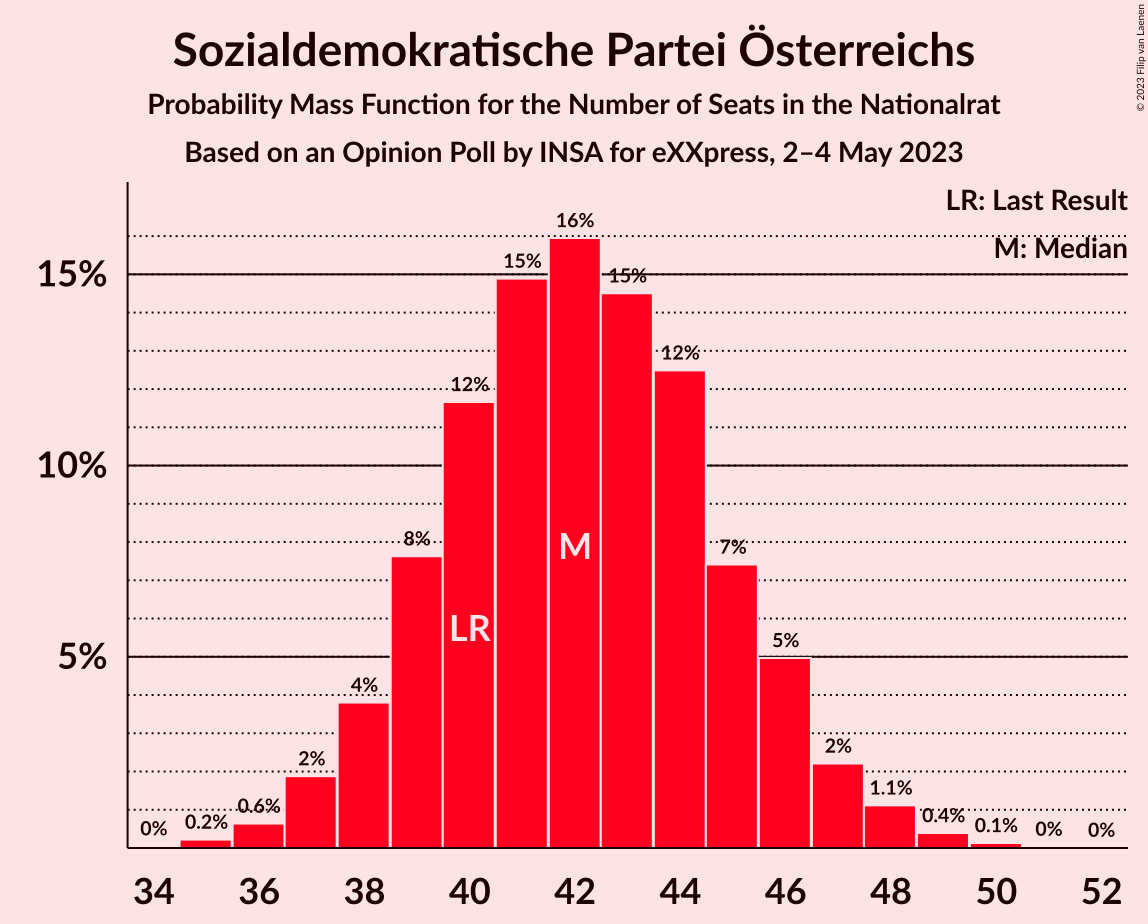 Sozialdemokratische Partei Österreichs
Probability Mass Function for the Number of Seats in the Nationalrat
Based on an Opinion Poll by INSA for eXXpress, 2–4 May 2023
© 2023 Filip van Laenen
LR: Last Result
M: Median
15%
10%
5%
0%
0.2%
0.6%
2%
4%
8%
12%
15%
16%
15%
12%
7%
5%
2%
1.1%
0.4%
0.1%
0%
0%
LR
M
34 36 38 40 42 44 46 48 50 52